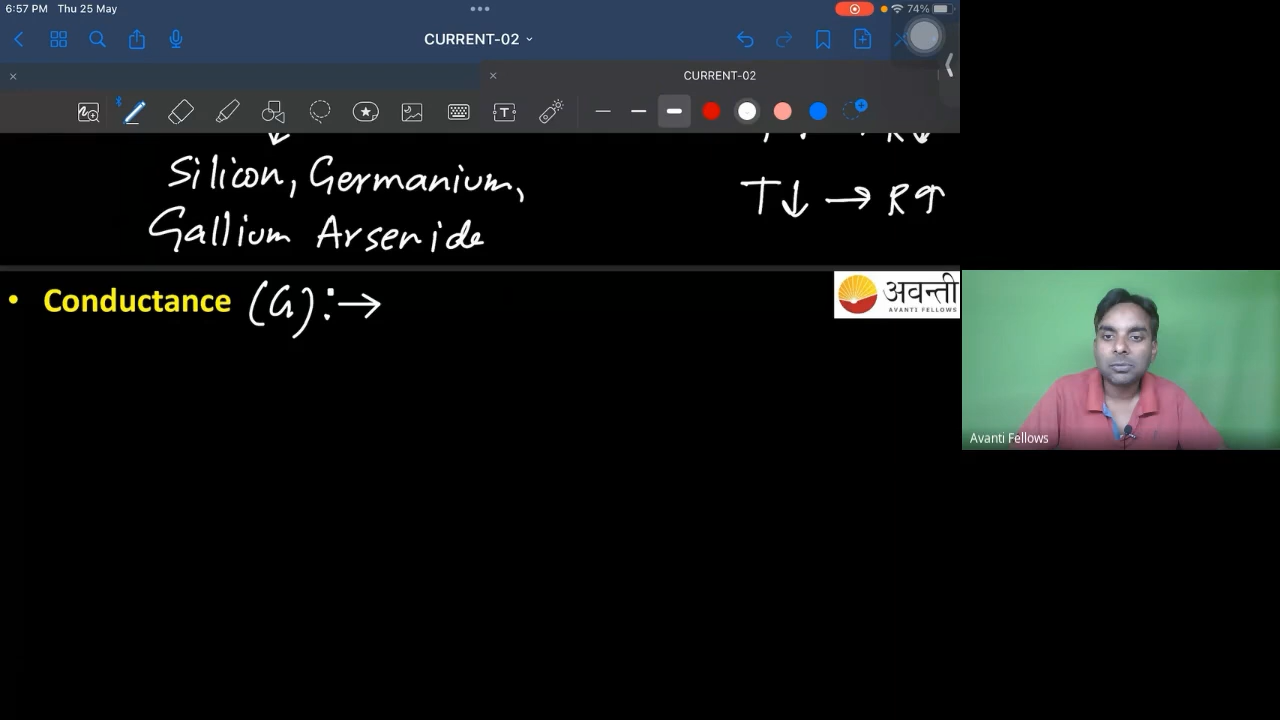 6:57 PM Thu 25 May
74%
CURRENT-02
CURRENT-02
T
Silicon, Germanium,
T↓ → R↑
Gallium Arsenide
• Conductance (G):→
अवन्ती
AVANTI FELLOWS
Avanti Fellows